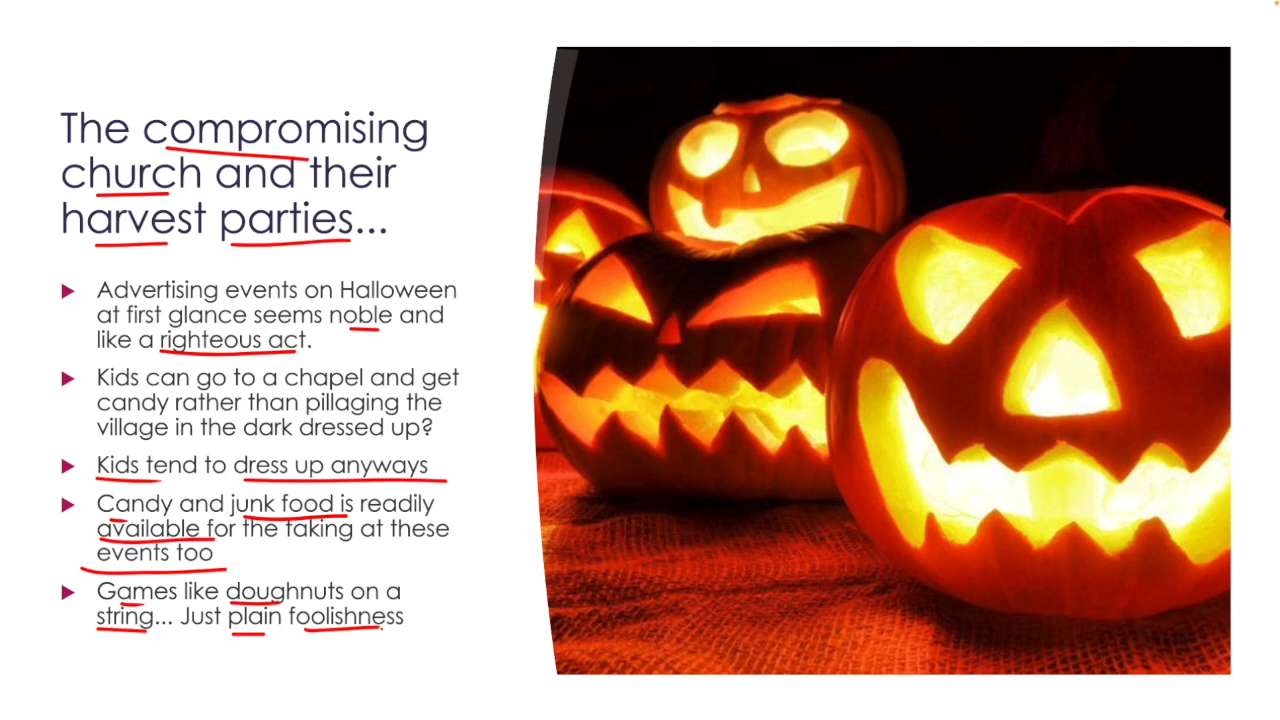 The compromising
church and their
harvest parties...
Advertising events on Halloween
at first glance seems noble and
like a righteous act.
Kids can go to a chapel and get
candy rather than pillaging the
village in the dark dressed up?
Kids tend to dress up anyways
Candy and junk food is readily
available for the taking at these
events too
Games like doughnuts on a
string... Just plain foolishness